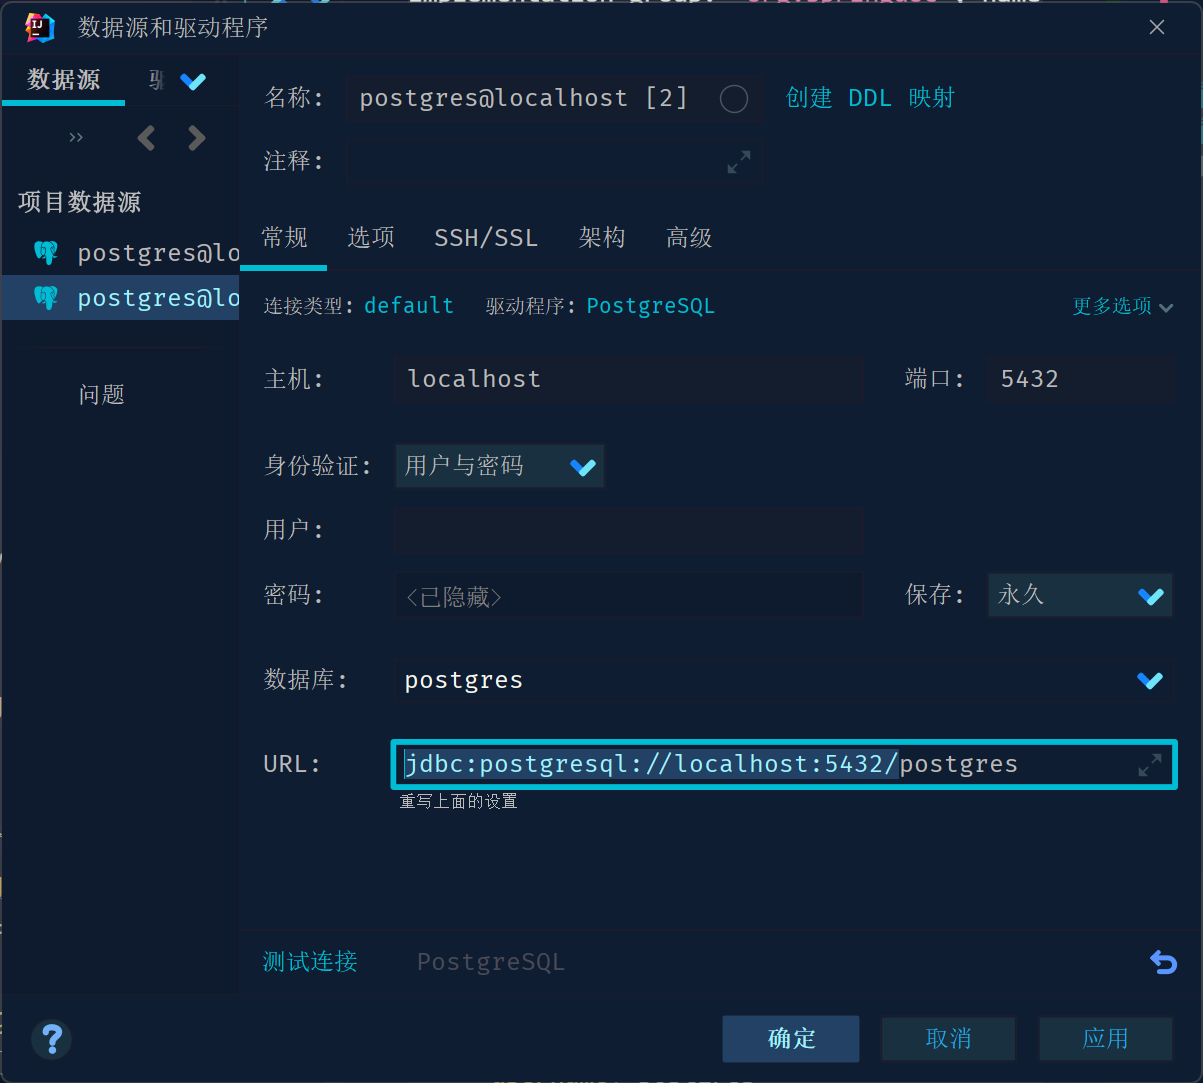 数据源和驱动程序
数据源
名称: postgres@localhost [2] 创建 DDL 映射
注释:
项目数据源
postgres@lo
postgres@lo
问题
常规 选项 SSH/SSL 架构 高级
连接类型: default 驱动程序: PostgreSQL 更多选项
主机: localhost 端口: 5432
身份验证: 用户与密码
用户:
密码: <已隐藏> 保存: 永久
数据库: postgres
URL: jdbc:postgresql://localhost:5432/postgres
重写上面的设置
测试连接 PostgreSQL
? 确定 取消 应用